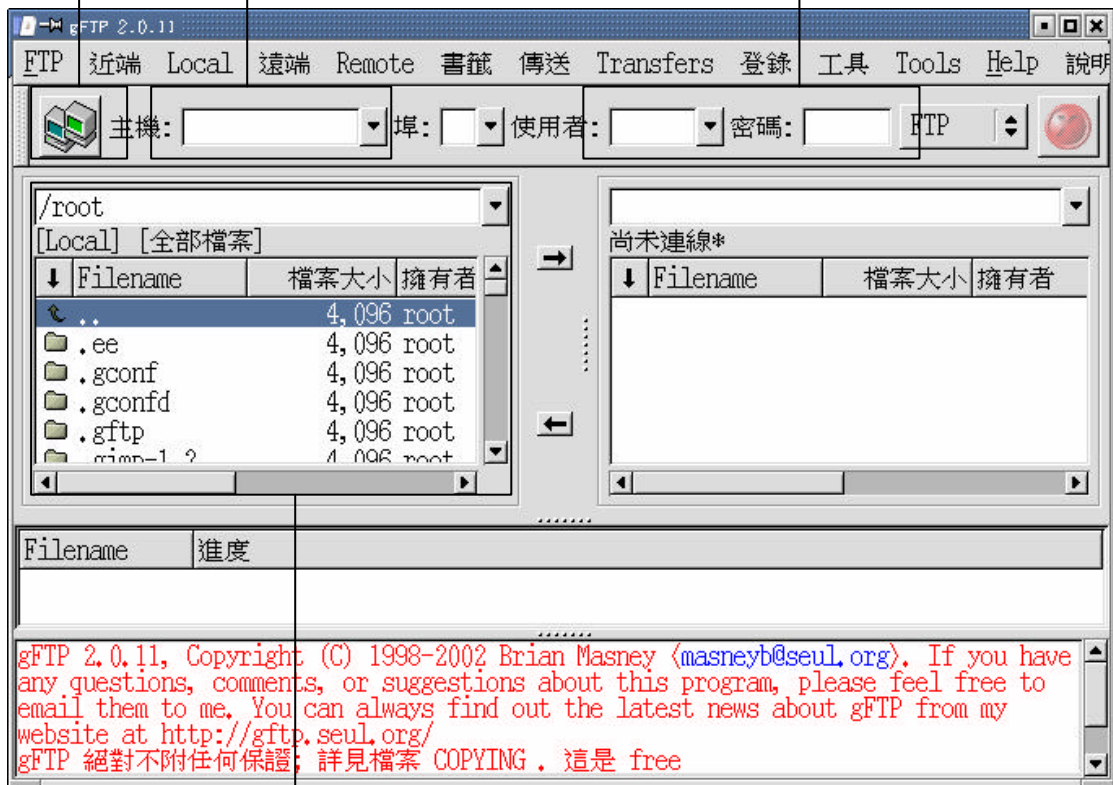 gFTP 2.0.11
FTP 近端 Local 遠端 Remote 書籤 傳送 Transfers 登錄 工具 Tools Help 說明
主機: 埠: 使用者: 密碼: FTP
/root
[Local] [全部檔案]
Filename 檔案大小 擁有者
.. 4,096 root
.ee 4,096 root
.gconf 4,096 root
.gconfd 4,096 root
.gftp 4,096 root
.gimp-1.2 4,096 root
尚未連線*
Filename 檔案大小 擁有者
Filename 進度
gFTP 2.0.11, Copyright (C) 1998-2002 Brian Masney <masneyb@seul.org>. If you have
any questions, comments, or suggestions about this program, please feel free to
email them to me. You can always find out the latest news about gFTP from my
website at http://gftp.seul.org/
gFTP 絕對不附任何保證; 詳見檔案 COPYING . 這是 free